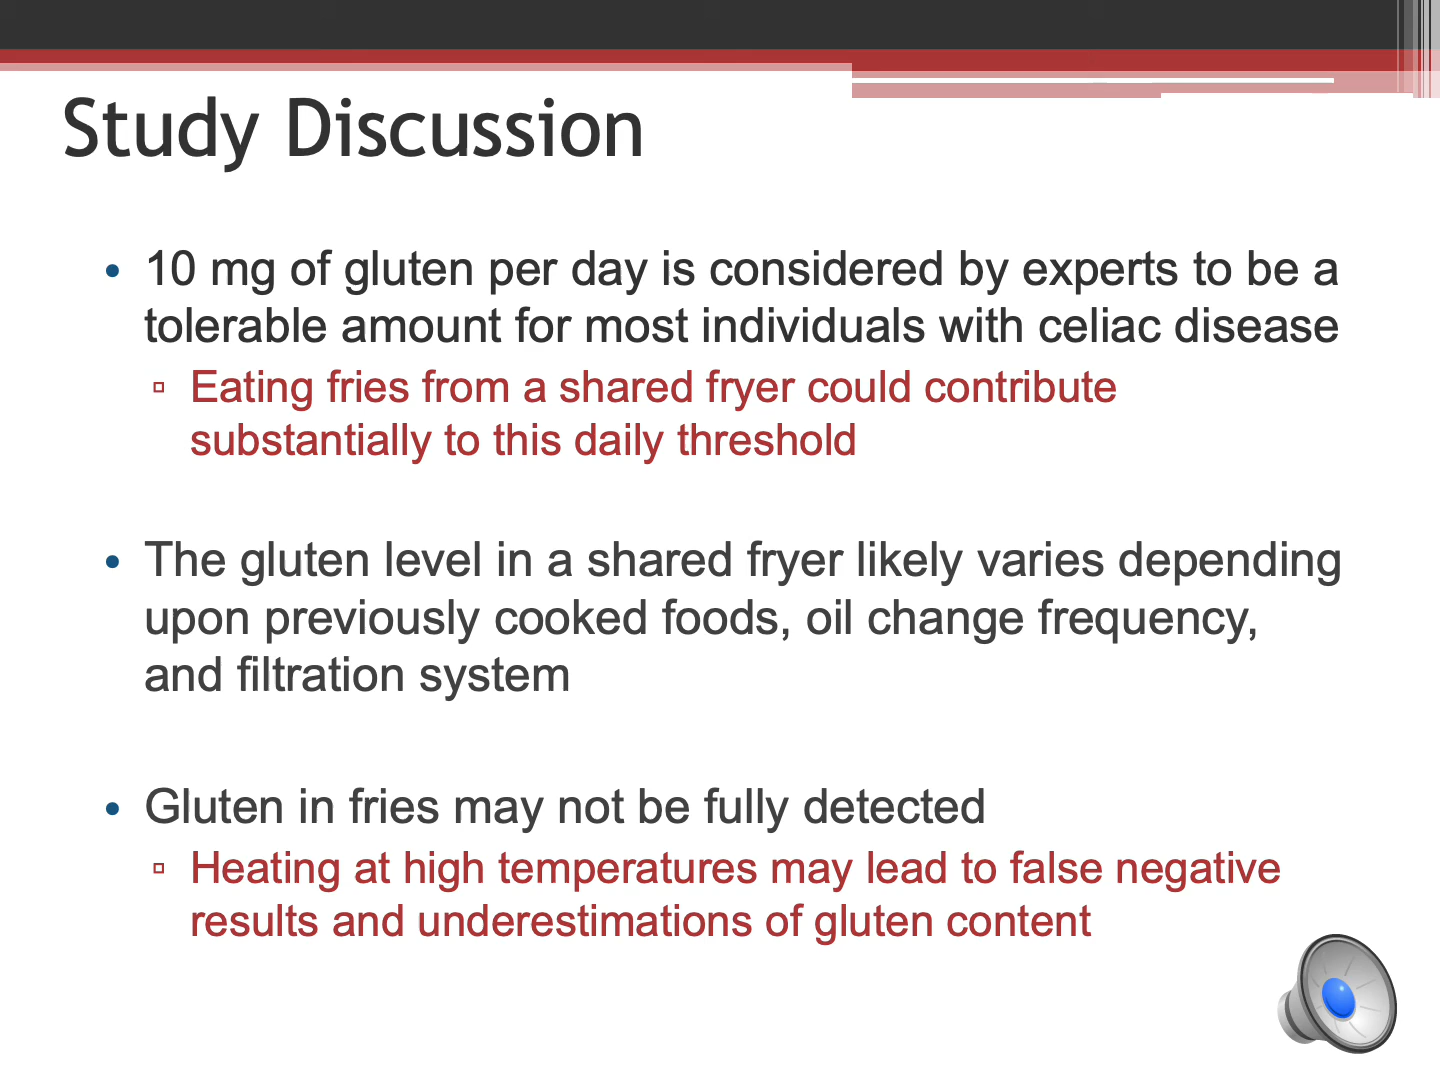 Study Discussion
• 10 mg of gluten per day is considered by experts to be a
tolerable amount for most individuals with celiac disease
▫ Eating fries from a shared fryer could contribute
substantially to this daily threshold
• The gluten level in a shared fryer likely varies depending
upon previously cooked foods, oil change frequency,
and filtration system
• Gluten in fries may not be fully detected
▫ Heating at high temperatures may lead to false negative
results and underestimations of gluten content